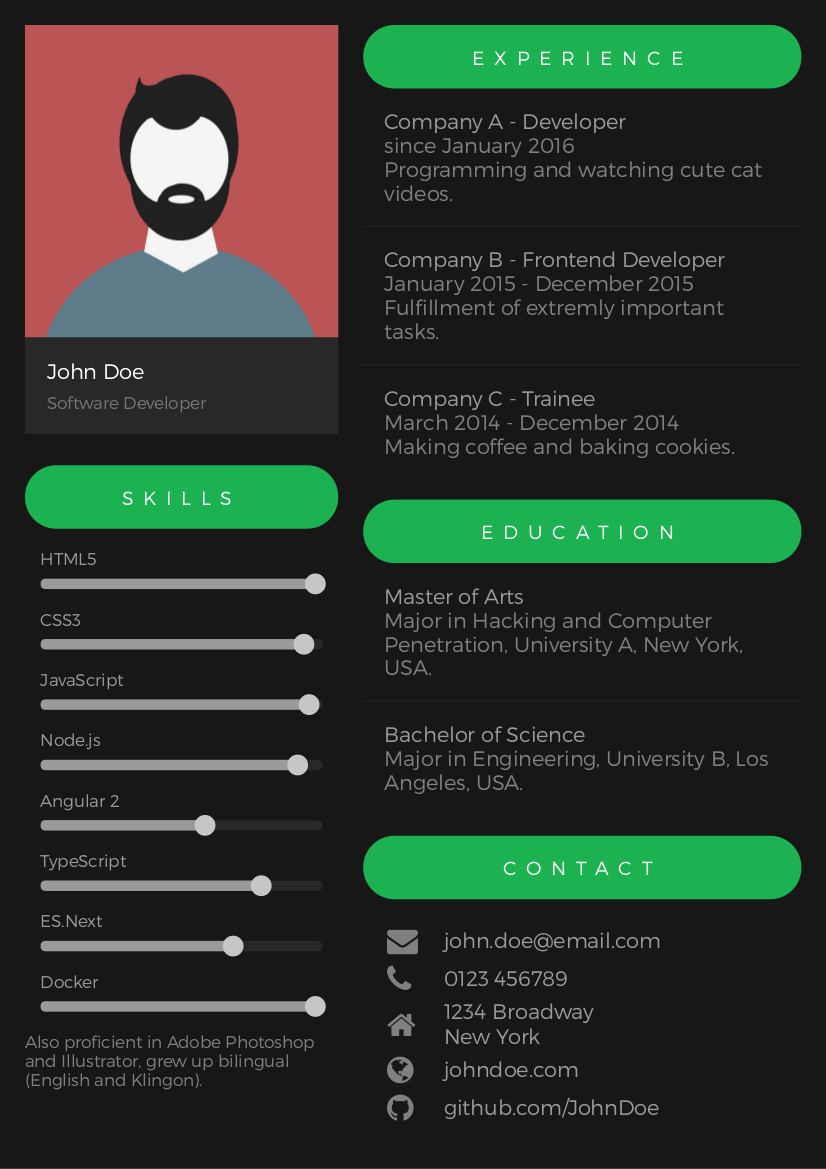 John Doe
Software Developer
SKILLS
HTML5
CSS3
JavaScript
Node.js
Angular 2
TypeScript
ES.Next
Docker
Also proficient in Adobe Photoshop
and Illustrator, grew up bilingual
(English and Klingon).
EXPERIENCE
Company A - Developer
since January 2016
Programming and watching cute cat
videos.
Company B - Frontend Developer
January 2015 - December 2015
Fulfillment of extremly important
tasks.
Company C - Trainee
March 2014 - December 2014
Making coffee and baking cookies.
EDUCATION
Master of Arts
Major in Hacking and Computer
Penetration, University A, New York,
USA.
Bachelor of Science
Major in Engineering, University B, Los
Angeles, USA.
CONTACT
john.doe@email.com
0123 456789
1234 Broadway
New York
johndoe.com
github.com/JohnDoe